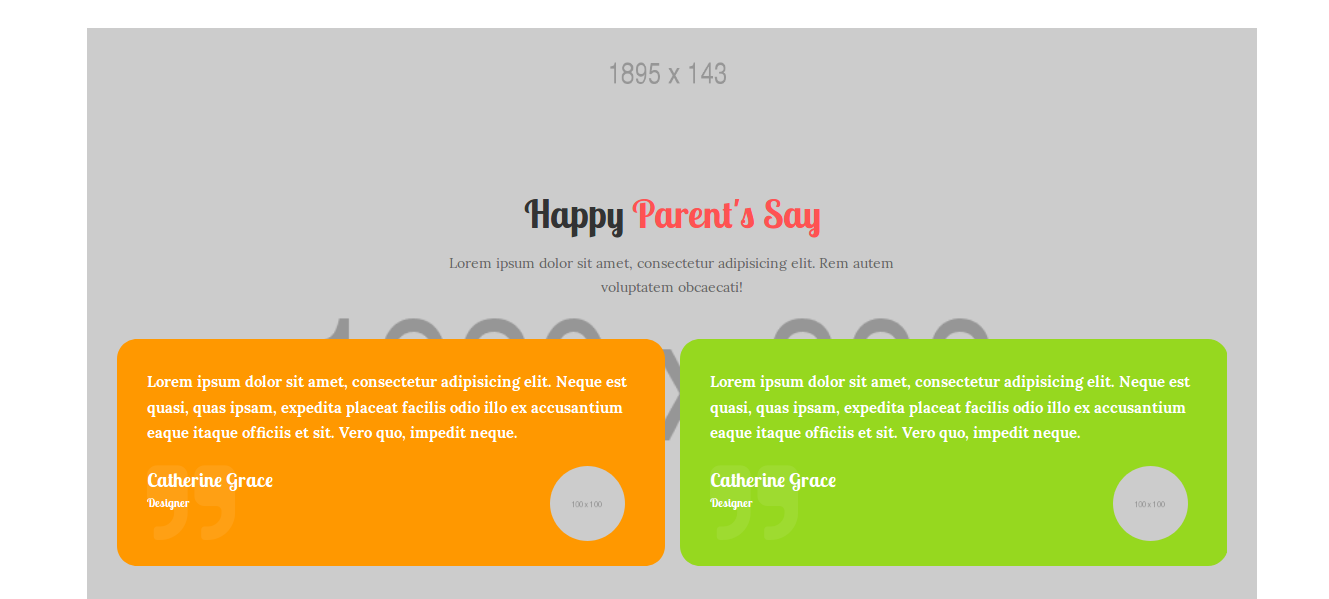 1895 x 143
Happy Parent's Say
Lorem ipsum dolor sit amet, consectetur adipisicing elit. Rem autem
voluptatem obcaecati!
Lorem ipsum dolor sit amet, consectetur adipisicing elit. Neque est
quasi, quas ipsam, expedita placeat facilis odio illo ex accusantium
eaque itaque officiis et sit. Vero quo, impedit neque.
Catherine Grace
Designer
100 x 100
Lorem ipsum dolor sit amet, consectetur adipisicing elit. Neque est
quasi, quas ipsam, expedita placeat facilis odio illo ex accusantium
eaque itaque officiis et sit. Vero quo, impedit neque.
Catherine Grace
Designer
100 x 100